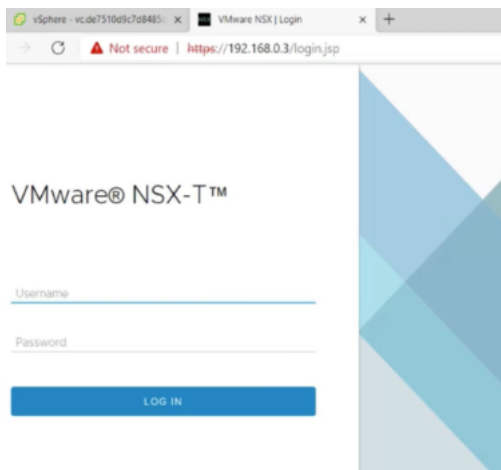 vSphere - vc.de7510d9c7d8485c
VMware NSX | Login
Not secure | https://192.168.0.3/login.jsp
VMware® NSX-T™
Username
Password
LOG IN